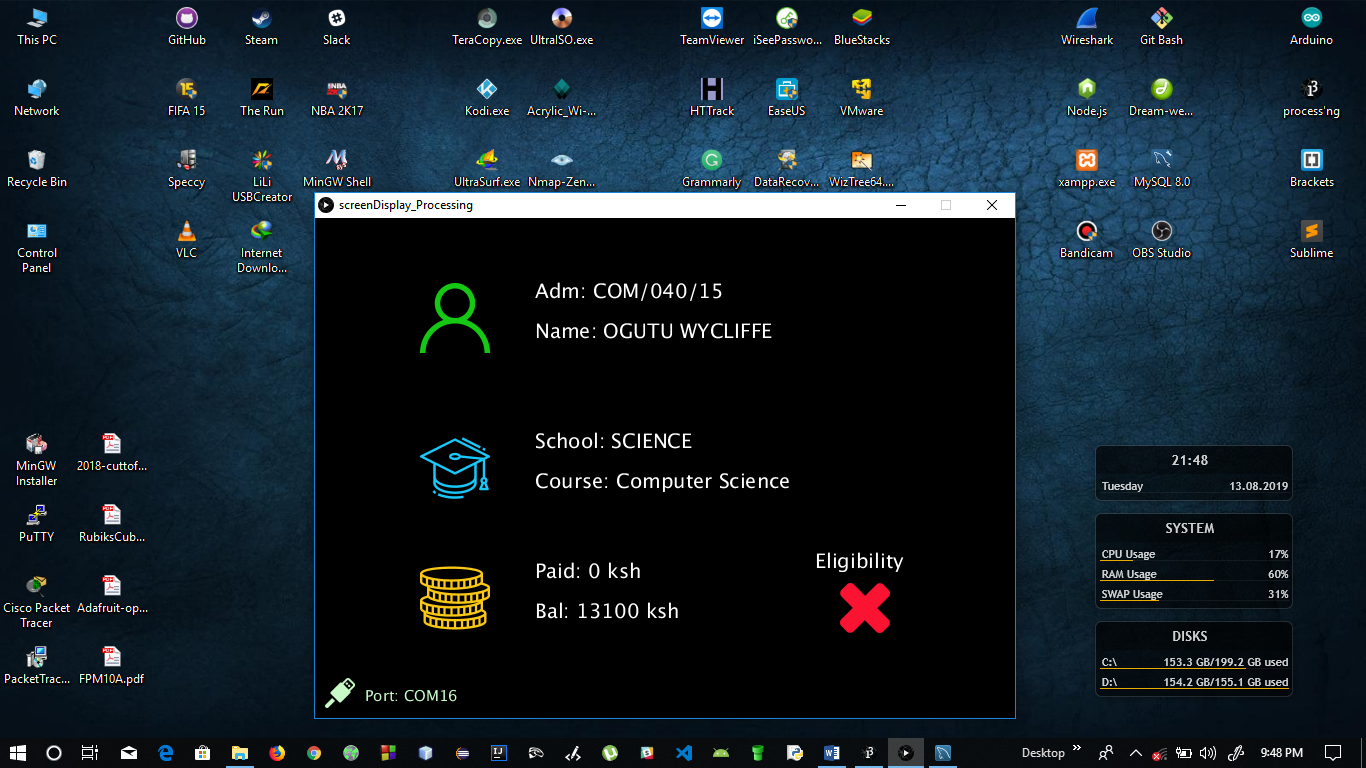 This PC
GitHub
Steam
Slack
TeraCopy.exe
UltraISO.exe
TeamViewer
iSeePasswo...
BlueStacks
Wireshark
Git Bash
Arduino
Network
FIFA 15
The Run
NBA 2K17
Kodi.exe
Acrylic_Wi-...
HTTrack
EaseUS
VMware
Node.js
Dream-we...
process'ng
Recycle Bin
Speccy
LiLi
USBCreator
MinGW Shell
UltraSurf.exe
Nmap-Zen...
Grammarly
DataRecov...
WizTree64....
xampp.exe
MySQL 8.0
Brackets
Control
Panel
VLC
Internet
Downlo...
Bandicam
OBS Studio
Sublime
MinGW
Installer
2018-cuttof...
PuTTY
RubiksCub...
Cisco Packet
Tracer
Adafruit-op...
PacketTrac...
FPM10A.pdf
screenDisplay_Processing
Adm: COM/040/15
Name: OGUTU WYCLIFFE
School: SCIENCE
Course: Computer Science
Paid: 0 ksh
Bal: 13100 ksh
Eligibility
Port: COM16
21:48
Tuesday 13.08.2019
SYSTEM
CPU Usage 17%
RAM Usage 60%
SWAP Usage 31%
DISKS
C:\ 153.3 GB/199.2 GB used
D:\ 154.2 GB/155.1 GB used
Desktop
9:48 PM